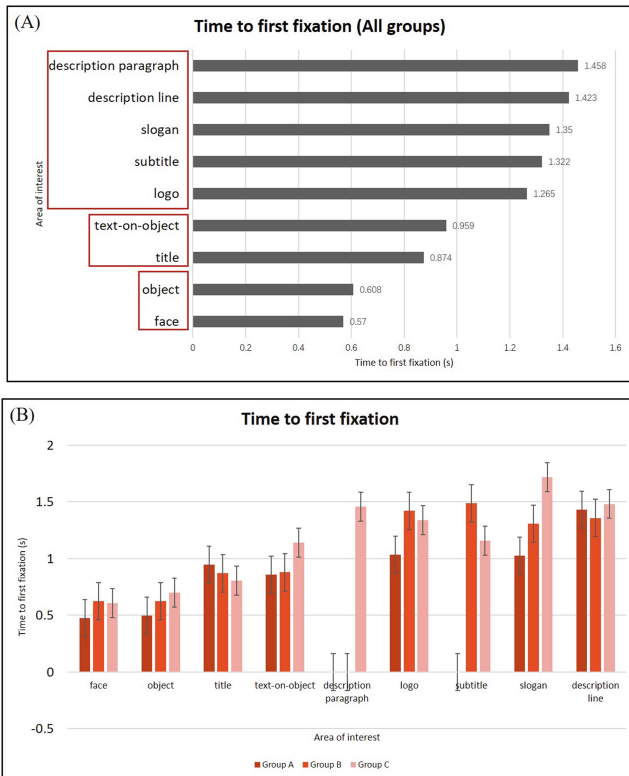 (A)
Time to first fixation (All groups)
Area of interest
description paragraph
1.458
description line
1.423
slogan
1.35
subtitle
1.322
logo
1.265
text-on-object
0.959
title
0.874
object
0.608
face
0.57
0 0.2 0.4 0.6 0.8 1 1.2 1.4 1.6
Time to first fixation (s)
(B)
Time to first fixation
Time to first fixation (s)
2
1.5
1
0.5
0
-0.5
face object title text-on-object description logo subtitle slogan description
paragraph line
Area of interest
Group A Group B Group C